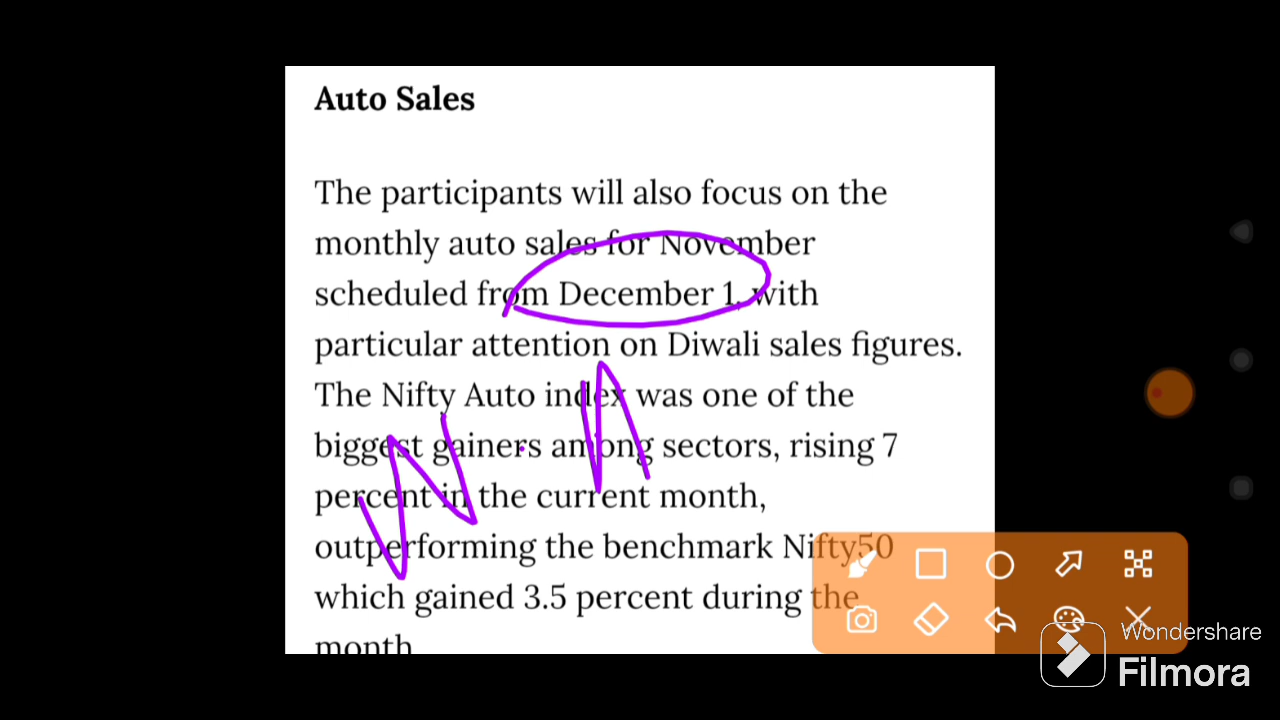 Auto Sales
The participants will also focus on the
monthly auto sales for November
scheduled from December 1, with
particular attention on Diwali sales figures.
The Nifty Auto index was one of the
biggest gainers among sectors, rising 7
percent in the current month,
outperforming the benchmark Nifty50
which gained 3.5 percent during the
month
Wondershare
Filmora